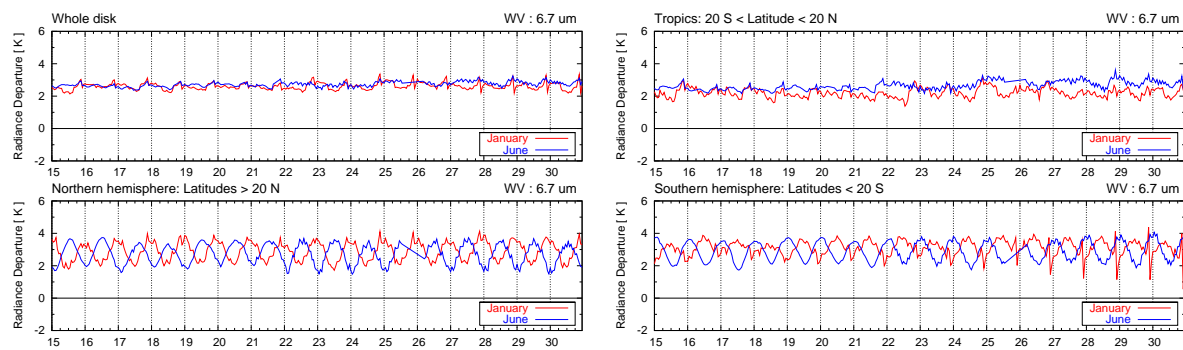 Whole disk WV : 6.7 um
Radiance Departure [ K ]
6
4
2
0
-2
January
June
15 16 17 18 19 20 21 22 23 24 25 26 27 28 29 30
Tropics: 20 S < Latitude < 20 N WV : 6.7 um
Radiance Departure [ K ]
6
4
2
0
-2
January
June
15 16 17 18 19 20 21 22 23 24 25 26 27 28 29 30
Northern hemisphere: Latitudes > 20 N WV : 6.7 um
Radiance Departure [ K ]
6
4
2
0
-2
January
June
15 16 17 18 19 20 21 22 23 24 25 26 27 28 29 30
Southern hemisphere: Latitudes < 20 S WV : 6.7 um
Radiance Departure [ K ]
6
4
2
0
-2
January
June
15 16 17 18 19 20 21 22 23 24 25 26 27 28 29 30